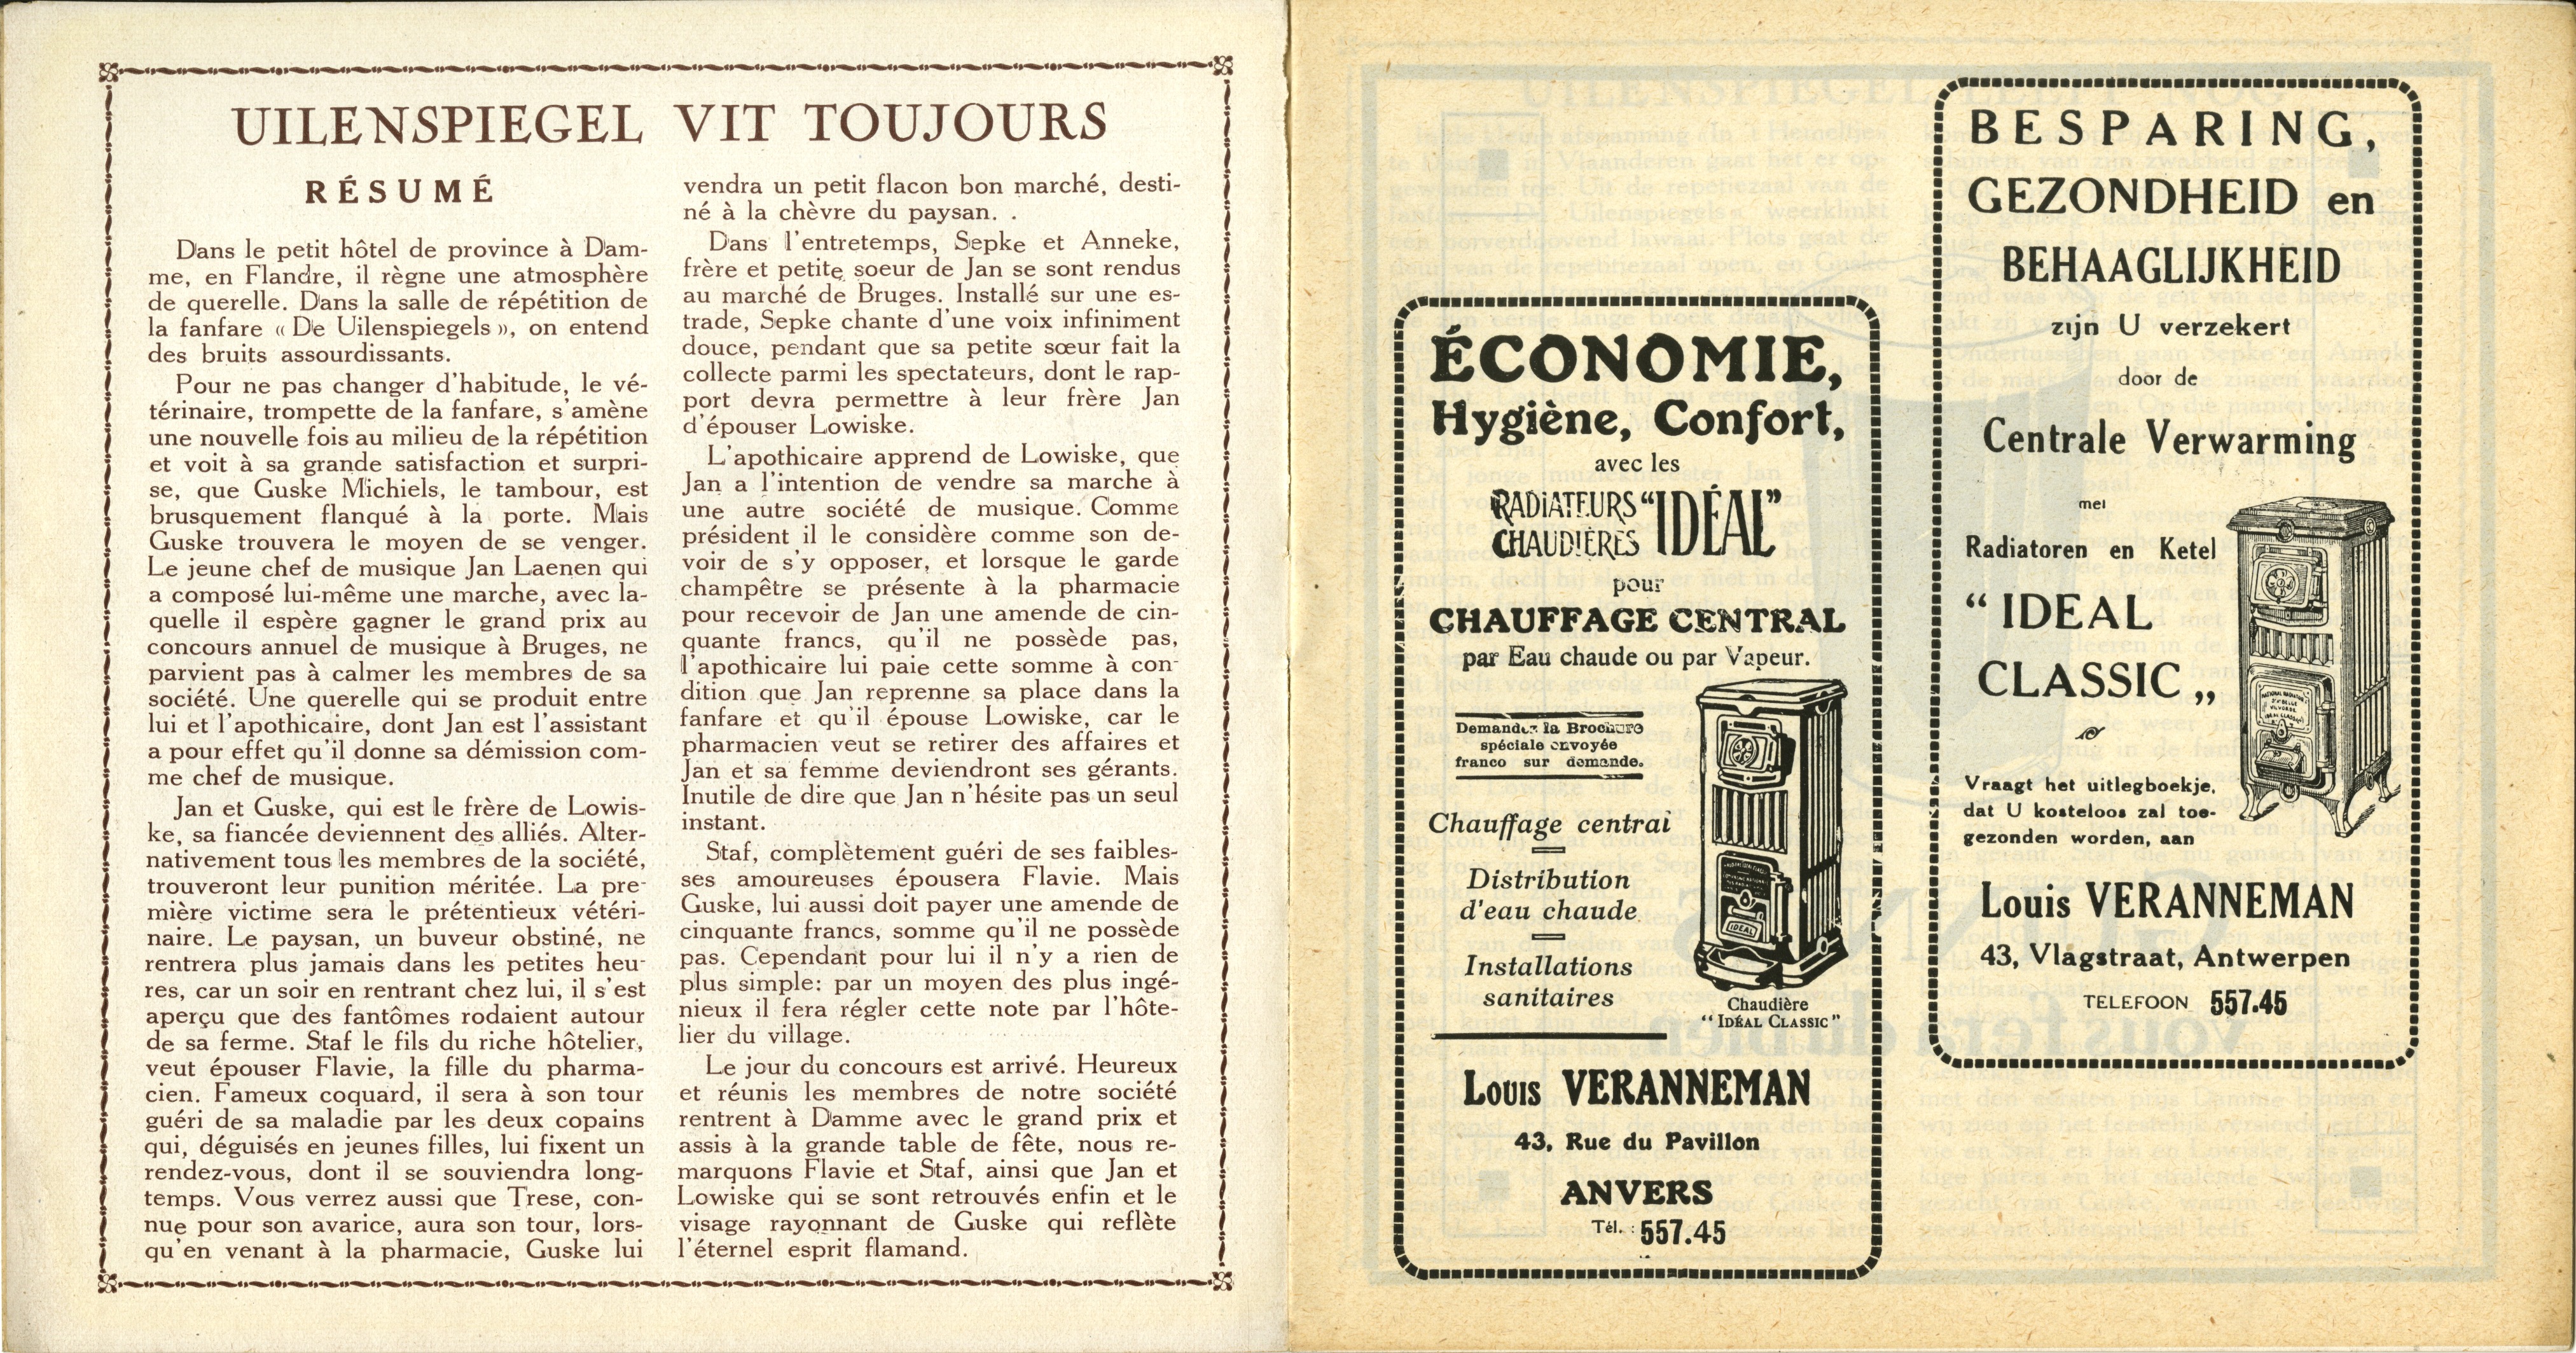 UILENSPIEGEL VIT TOUJOURS
RÉSUMÉ
Dans le petit hôtel de province à Dam-
me, en Flandre, il règne une atmosphère
de querelle. Dans la salle de répétition de
la fanfare « De Uilenspiegels », on entend
des bruits assourdissants.
Pour ne pas changer d'habitude, le vé-
térinaire, trompette de la fanfare, s'amène
une nouvelle fois au milieu de la répétition
et voit à sa grande satisfaction et surpri-
se, que Guske Michiels, le tambour, est
brusquement flanqué à la porte. Mais
Guske trouvera le moyen de se venger.
Le jeune chef de musique Jan Laenen qui
a composé lui-même une marche, avec la-
quelle il espère gagner le grand prix au
concours annuel de musique à Bruges, ne
parvient pas à calmer les membres de sa
société. Une querelle qui se produit entre
lui et l'apothicaire, dont Jan est l'assistant
a pour effet qu'il donne sa démission com-
me chef de musique.
Jan et Guske, qui est le frère de Lowis-
ke, sa fiancée deviennent des alliés. Alter-
nativement tous les membres de la société,
trouveront leur punition méritée. La pre-
mière victime sera le prétentieux vétéri-
naire. Le paysan, un buveur obstiné, ne
rentrera plus jamais dans les petites heu-
res, car un soir en rentrant chez lui, il s'est
aperçu que des fantômes rodaient autour
de sa ferme. Staf le fils du riche hôtelier,
veut épouser Flavie, la fille du pharma-
cien. Fameux coquard, il sera à son tour
guéri de sa maladie par les deux copains
qui, déguisés en jeunes filles, lui fixent un
rendez-vous, dont il se souviendra long-
temps. Vous verrez aussi que Trese, con-
nue pour son avarice, aura son tour, lors-
qu'en venant à la pharmacie, Guske lui
vendra un petit flacon bon marché, desti-
né à la chèvre du paysan. .
Dans l'entretemps, Sepke et Anneke,
frère et petite soeur de Jan se sont rendus
au marché de Bruges. Installé sur une es-
trade, Sepke chante d'une voix infiniment
douce, pendant que sa petite sœur fait la
collecte parmi les spectateurs, dont le rap-
port devra permettre à leur frère Jan
d'épouser Lowiske.
L'apothicaire apprend de Lowiske, que
Jan a l'intention de vendre sa marche à
une autre société de musique. Comme
président il le considère comme son de-
voir de s'y opposer, et lorsque le garde
champêtre se présente à la pharmacie
pour recevoir de Jan une amende de cin-
quante francs, qu'il ne possède pas,
l'apothicaire lui paie cette somme à con-
dition que Jan reprenne sa place dans la
fanfare et qu'il épouse Lowiske, car le
pharmacien veut se retirer des affaires et
Jan et sa femme deviendront ses gérants.
Inutile de dire que Jan n'hésite pas un seul
instant.
Staf, complètement guéri de ses faibles-
ses amoureuses épousera Flavie. Mais
Guske, lui aussi doit payer une amende de
cinquante francs, somme qu'il ne possède
pas. Cependant pour lui il n'y a rien de
plus simple: par un moyen des plus ingé-
nieux il fera régler cette note par l'hôte-
lier du village.
Le jour du concours est arrivé. Heureux
et réunis les membres de notre société
rentrent à Damme avec le grand prix et
assis à la grande table de fête, nous re-
marquons Flavie et Staf, ainsi que Jan et
Lowiske qui se sont retrouvés enfin et le
visage rayonnant de Guske qui reflète
l'éternel esprit flamand.
ÉCONOMIE,
Hygiène, Confort,
avec les
RADIATEURS
CHAUDIÈRES
“IDÉAL”
pour
CHAUFFAGE CENTRAL
par Eau chaude ou par Vapeur.
Demandez la Brochure
spéciale envoyée
franco sur demande.
Chauffage central
Distribution
d'eau chaude
Installations
sanitaires
IDEAL
Chaudière
“IDÉAL CLASSIC”
Louis VERANNEMAN
43, Rue du Pavillon
ANVERS
Tél. : 557.45
BESPARING,
GEZONDHEID en
BEHAAGLIJKHEID
zijn U verzekert
door de
Centrale Verwarming
met
Radiatoren en Ketel
“ IDEAL
CLASSIC „
Vraagt het uitlegboekje,
dat U kosteloos zal toe-
gezonden worden, aan
Louis VERANNEMAN
43, Vlagstraat, Antwerpen
TELEFOON 557.45